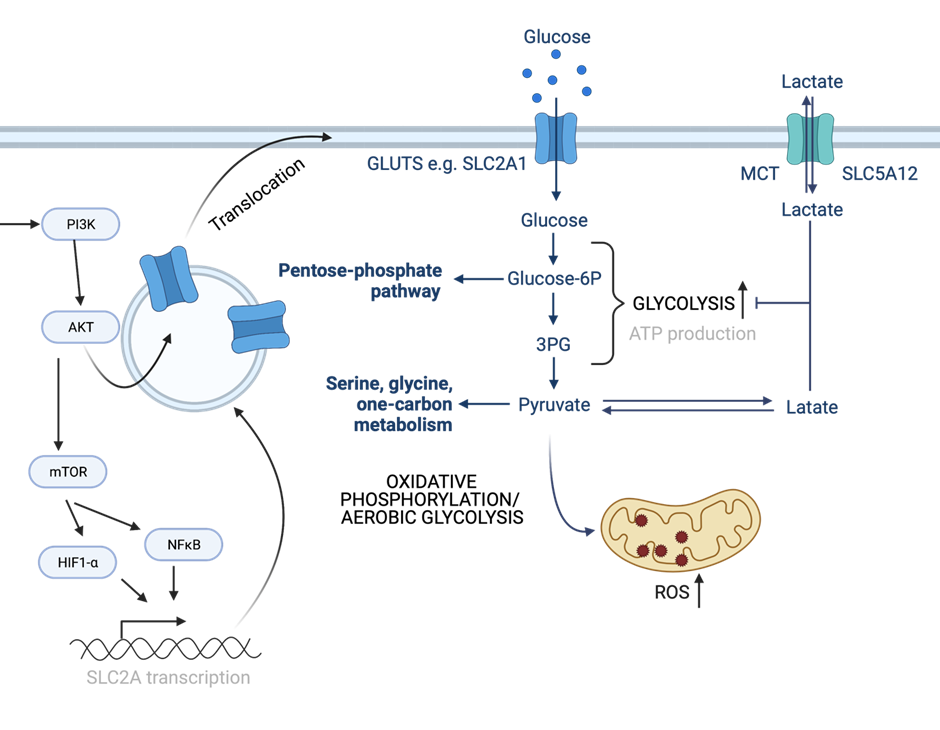 Glucose
Lactate
GLUTS e.g. SLC2A1
MCT
SLC5A12
Translocation
Lactate
PI3K
Glucose
Pentose-phosphate
pathway
Glucose-6P
GLYCOLYSIS
ATP production
AKT
3PG
Serine, glycine,
one-carbon
metabolism
Pyruvate
Latate
mTOR
OXIDATIVE
PHOSPHORYLATION/
AEROBIC GLYCOLYSIS
HIF1-α
NFκB
ROS
SLC2A transcription